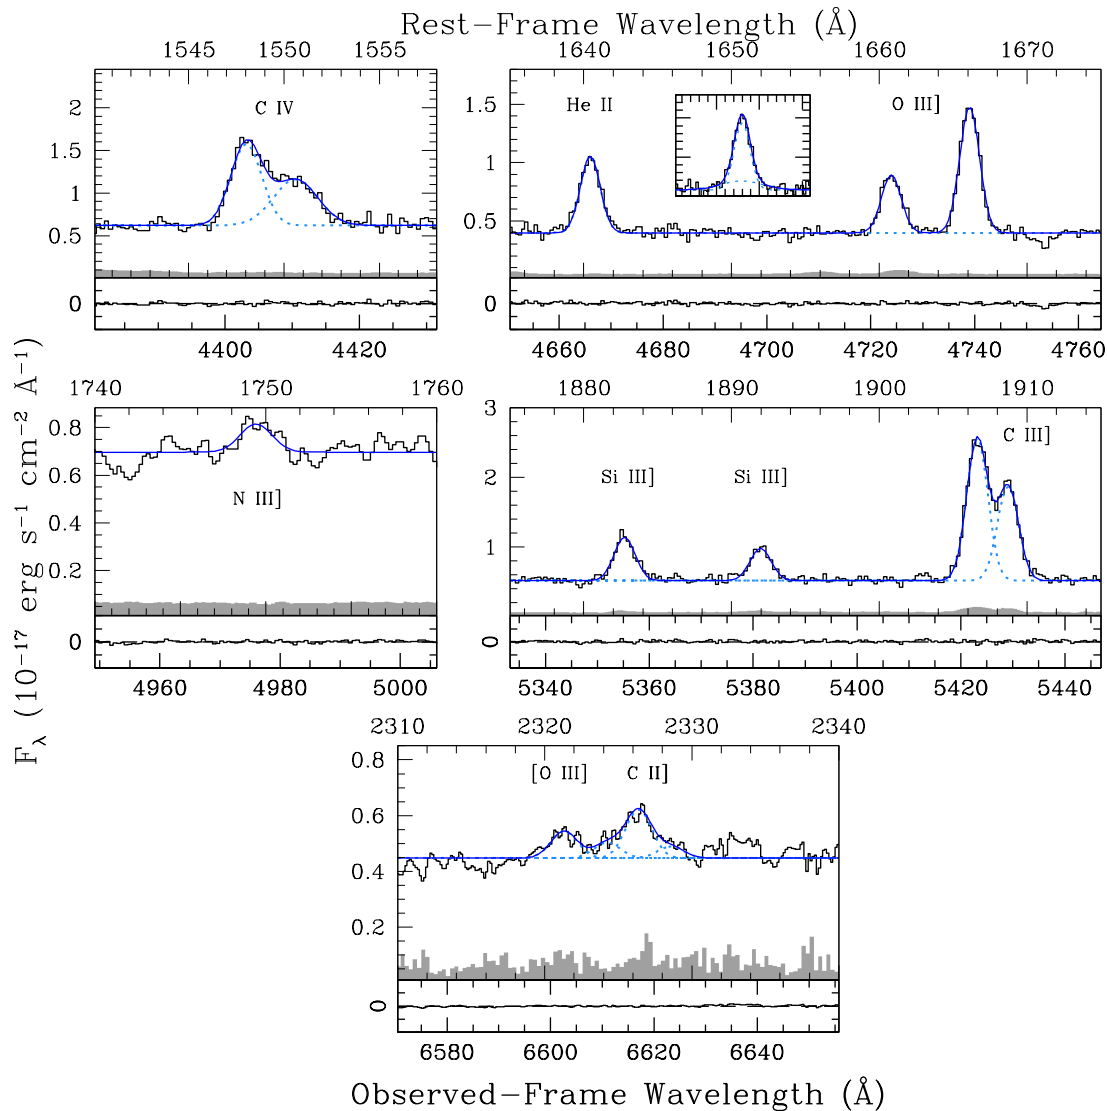 Rest−Frame Wavelength (Å)
1545 1550 1555
1640 1650 1660 1670
C IV
He II
O III]
2
1.5
1
0.5
0
1.5
1
0.5
0
4400 4420
4660 4680 4700 4720 4740 4760
1740 1750 1760
1880 1890 1900 1910
N III]
Si III]
Si III]
C III]
0.8
0.6
0.4
0.2
0
3
2
1
0
4960 4980 5000
5340 5360 5380 5400 5420 5440
F_λ (10⁻¹⁷ erg s⁻¹ cm⁻² Å⁻¹)
2310 2320 2330 2340
[O III]
C II]
0.8
0.6
0.4
0.2
0
6580 6600 6620 6640
Observed−Frame Wavelength (Å)